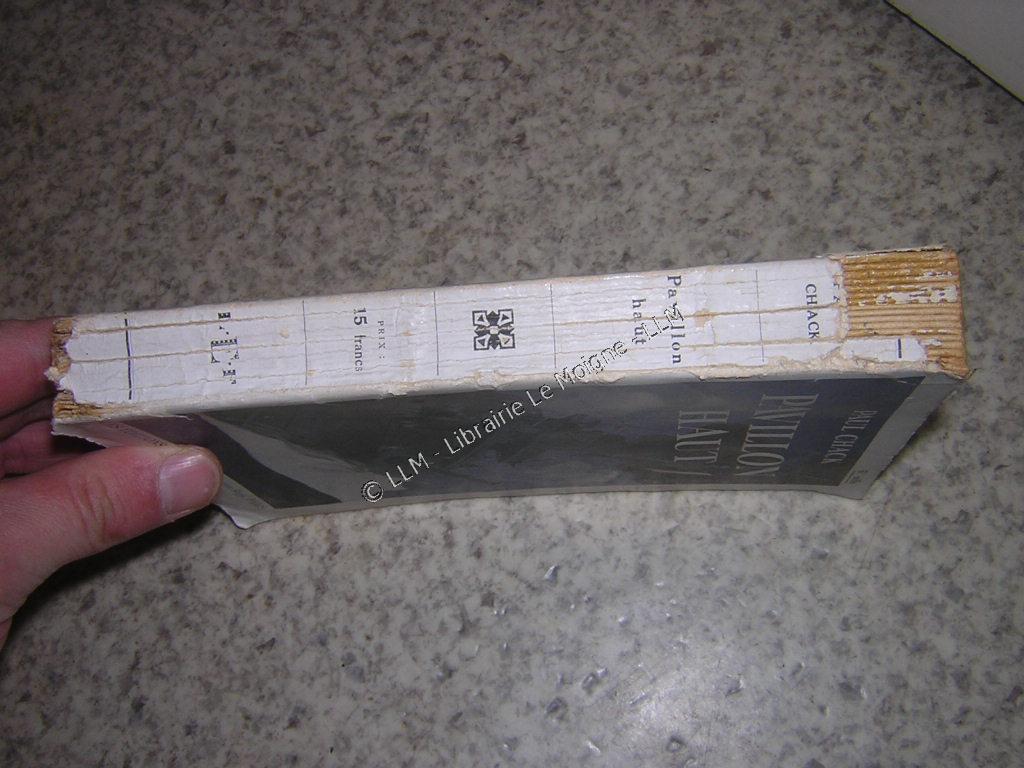 CHACK
Pavillon
haut
PRIX :
15 francs
PAUL CHACK
PAVILLON
HAUT
© LLM - Librairie Le Moigne - LLM